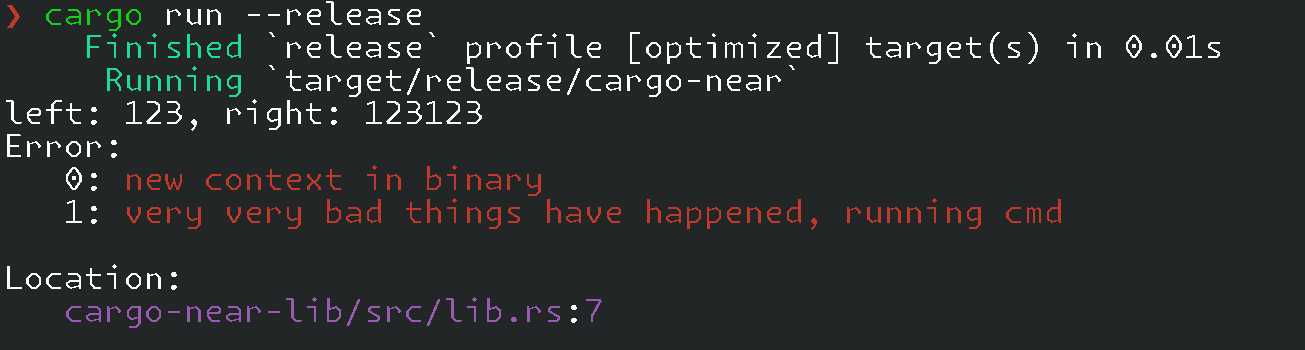 ❯ cargo run --release
Finished `release` profile [optimized] target(s) in 0.01s
Running `target/release/cargo-near`
left: 123, right: 123123
Error:
0: new context in binary
1: very very bad things have happened, running cmd
Location:
cargo-near-lib/src/lib.rs:7